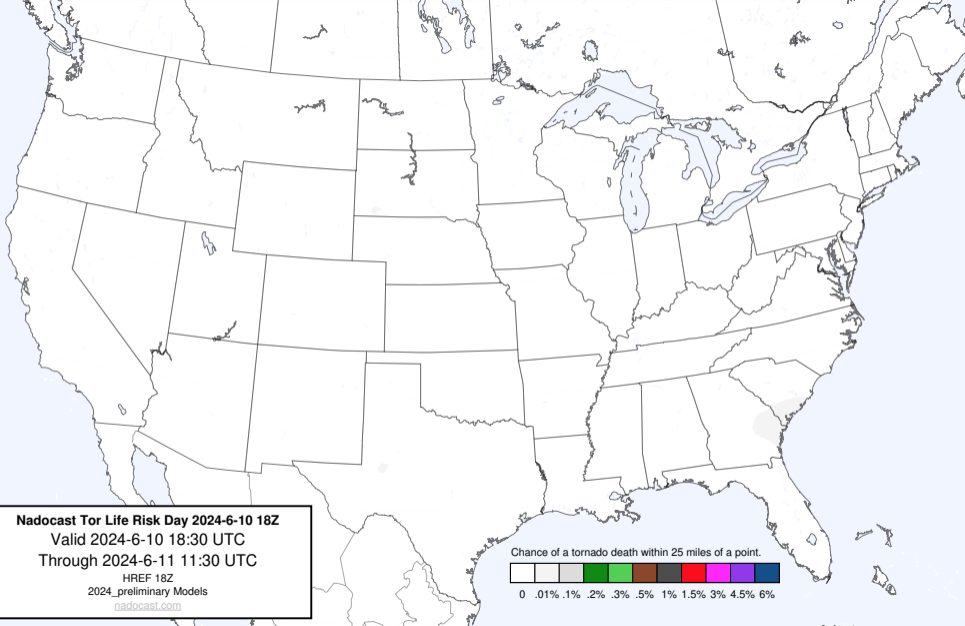 Nadocast Tor Life Risk Day 2024-6-10 18Z
Valid 2024-6-10 18:30 UTC
Through 2024-6-11 11:30 UTC
HREF 18Z
2024_preliminary Models
nadocast.com
Chance of a tornado death within 25 miles of a point.
0 .01% .1% .2% .3% .5% 1% 1.5% 3% 4.5% 6%